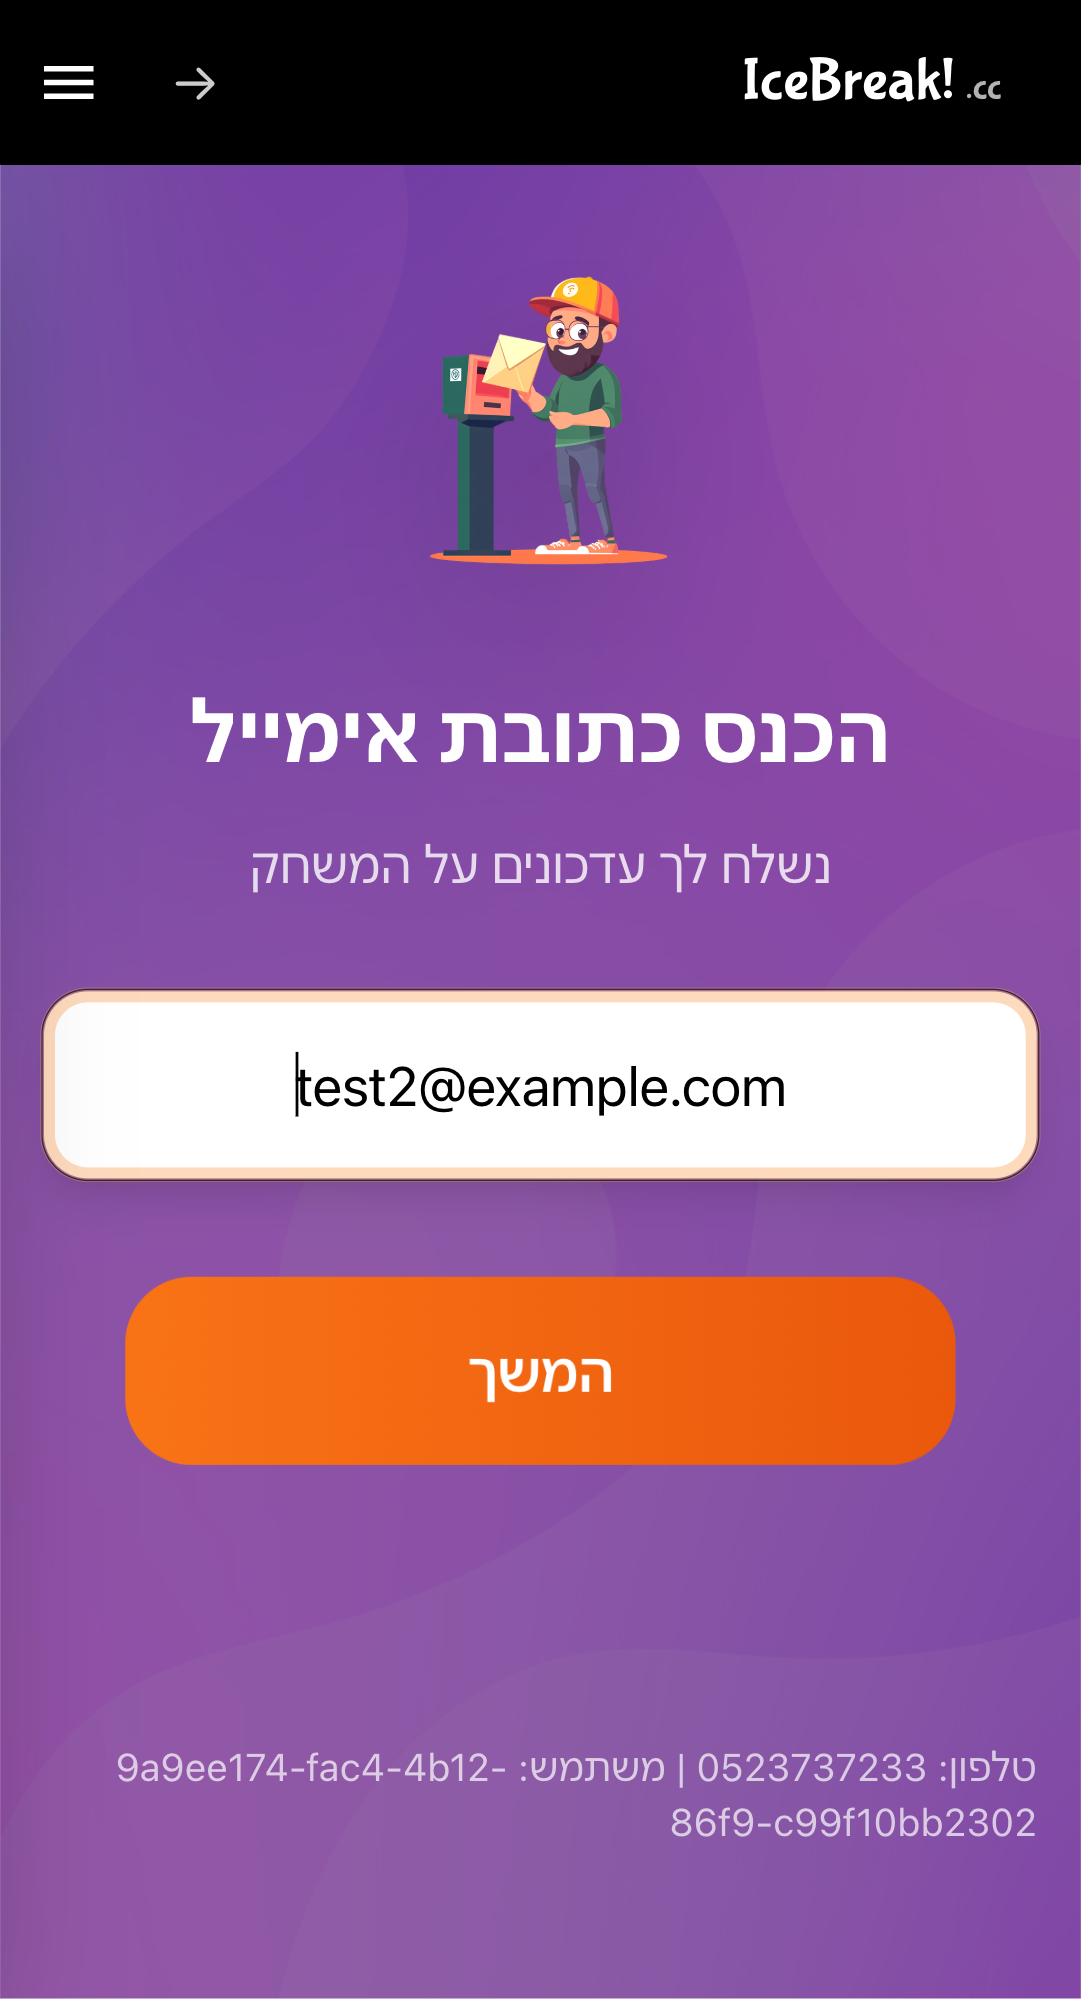 IceBreak! .cc
הכנס כתובת אימייל
נשלח לך עדכונים על המשחק
test2@example.com
המשך
טלפון: 0523737233 | משתמש: 9a9ee174-fac4-4b12-
86f9-c99f10bb2302